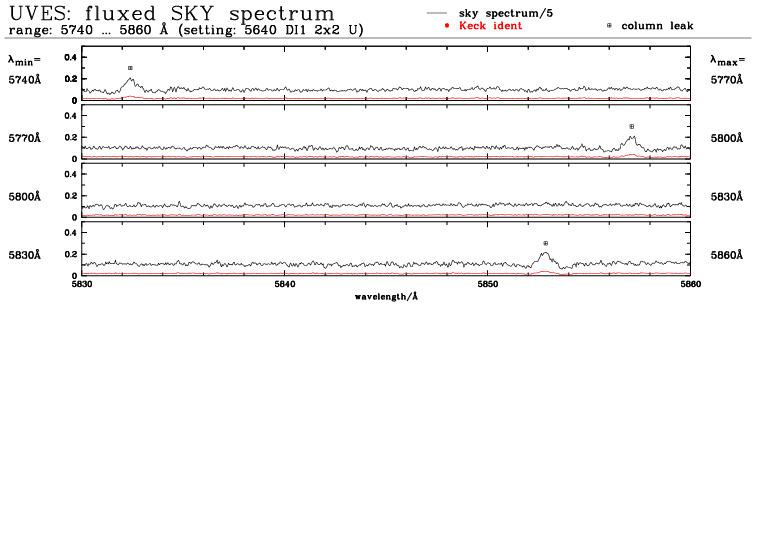 UVES: fluxed SKY spectrum
range: 5740 ... 5860 Å (setting: 5640 DI1 2x2 U)
sky spectrum/5
Keck ident
column leak
λmin=
λmax=
0.4
0.2
0
5740Å
5770Å
0.4
0.2
0
5770Å
5800Å
0.4
0.2
0
5800Å
5830Å
0.4
0.2
0
5830Å
5860Å
5830
5840
5850
5860
wavelength/Å